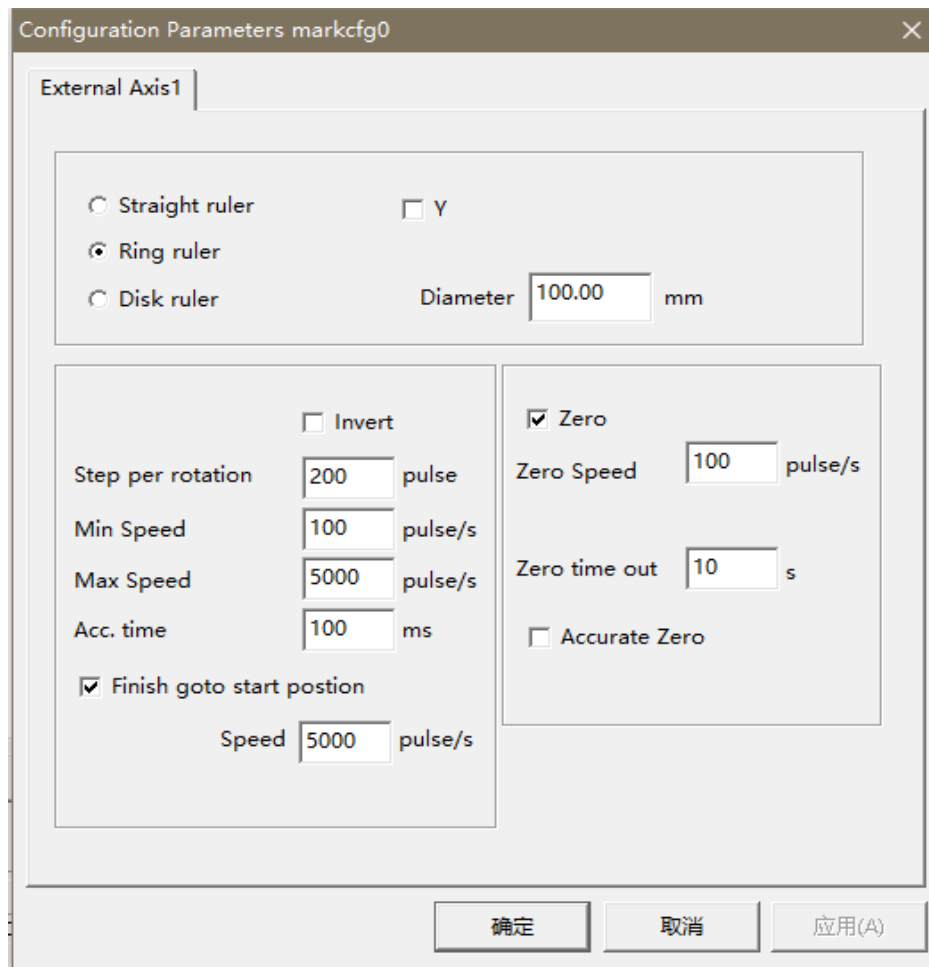 Configuration Parameters markcfg0
External Axis1
Straight ruler
Y
Ring ruler
Disk ruler
Diameter 100.00 mm
Invert
Step per rotation 200 pulse
Min Speed 100 pulse/s
Max Speed 5000 pulse/s
Acc. time 100 ms
Finish goto start postion
Speed 5000 pulse/s
Zero
Zero Speed 100 pulse/s
Zero time out 10 s
Accurate Zero
确定
取消
应用(A)